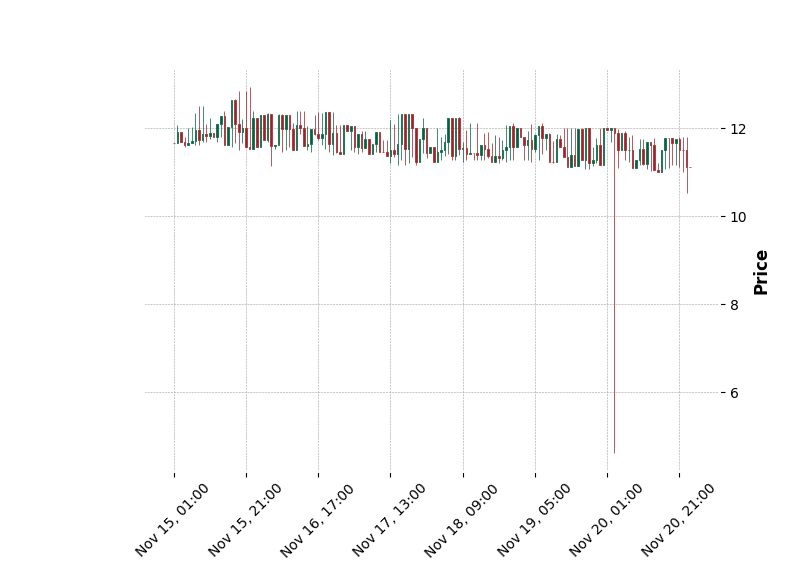 12
10
8
6
Price
Nov 15, 01:00
Nov 15, 21:00
Nov 16, 17:00
Nov 17, 13:00
Nov 18, 09:00
Nov 19, 05:00
Nov 20, 01:00
Nov 20, 21:00